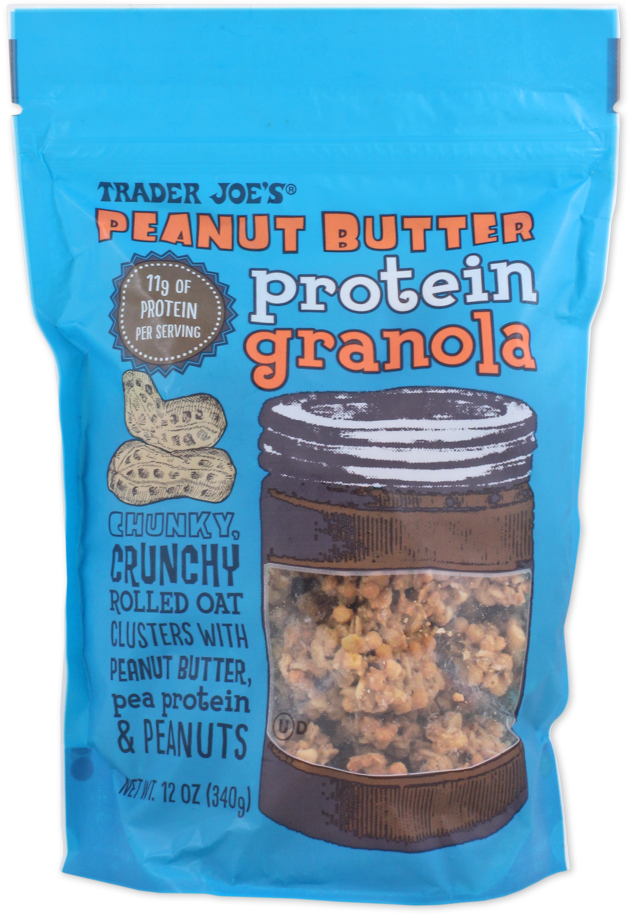 TRADER JOE'S®
PEANUT BUTTER
protein
granola
11g OF
PROTEIN
PER SERVING
CHUNKY,
CRUNCHY
ROLLED OAT
CLUSTERS WITH
PEANUT BUTTER,
pea protein
& PEANUTS
U D
NET WT. 12 OZ (340g)